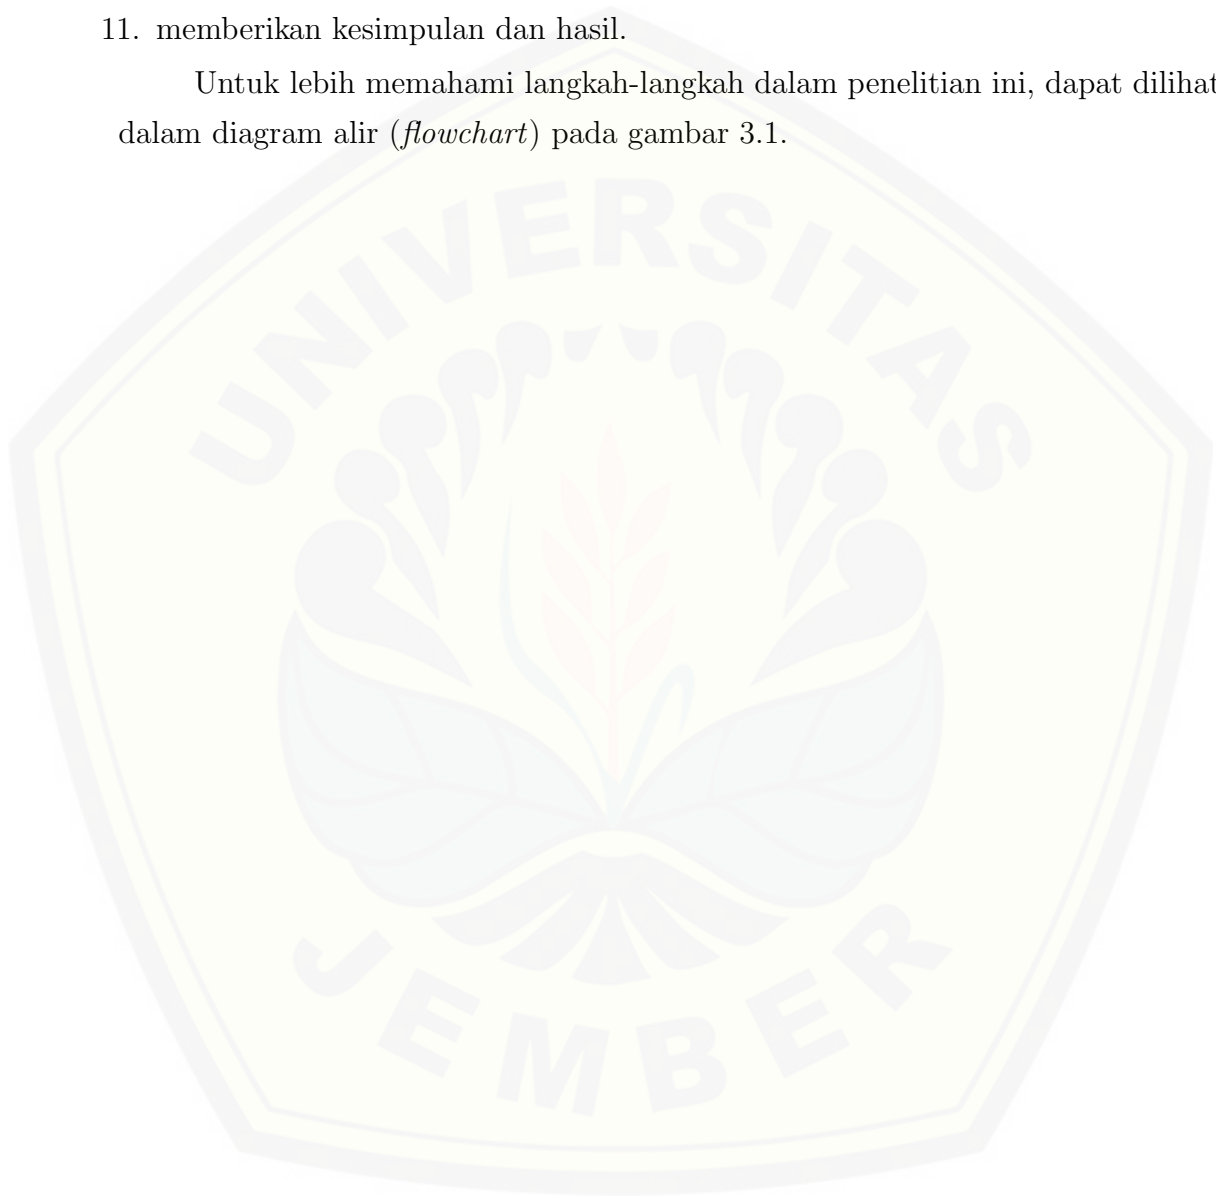 11. memberikan kesimpulan dan hasil.
Untuk lebih memahami langkah-langkah dalam penelitian ini, dapat dilihat
dalam diagram alir (flowchart) pada gambar 3.1.
UNIVERSITAS
JEMBER